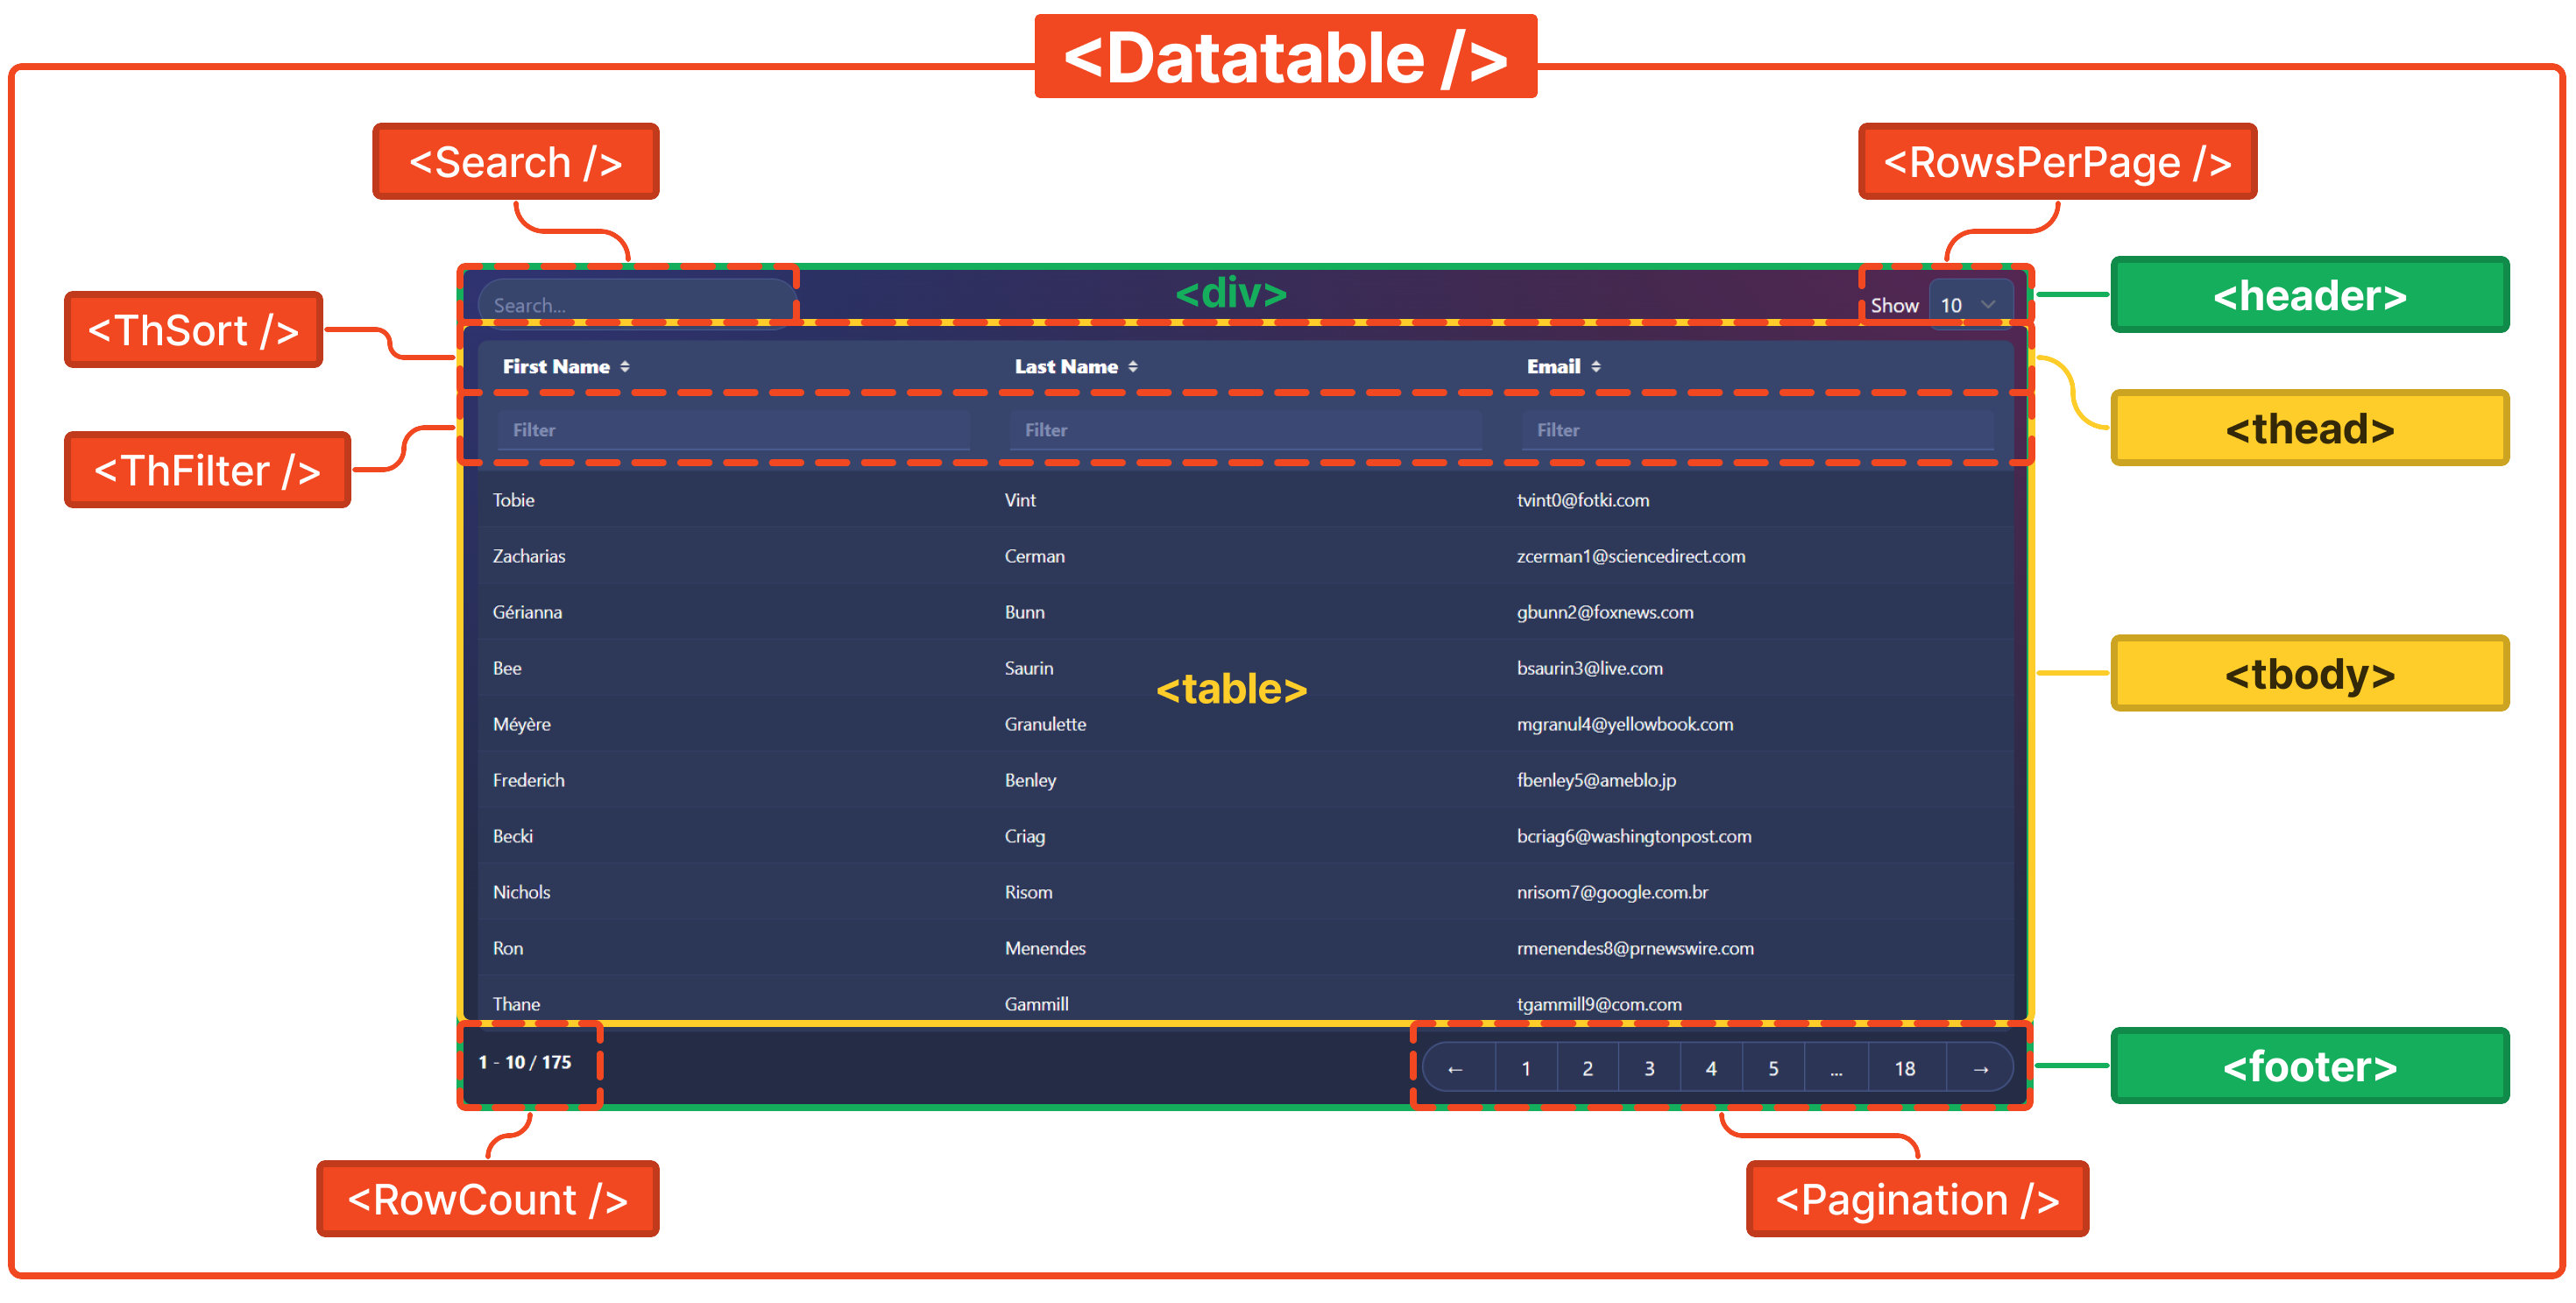 <Datatable />
<Search />
<RowsPerPage />
<ThSort />
<ThFilter />
<header>
<thead>
<tbody>
<footer>
<div>
Search...
Show 10
First Name Last Name Email
Filter Filter Filter
Tobie Vint tvint0@fotki.com
Zacharias Cerman zcerman1@sciencedirect.com
Gérianna Bunn gbunn2@foxnews.com
Bee Saurin bsaurin3@live.com
<table>
Méyère Granulette mgranul4@yellowbook.com
Frederich Benley fbenley5@ameblo.jp
Becki Criag bcriag6@washingtonpost.com
Nichols Risom nrisom7@google.com.br
Ron Menendes rmenendes8@prnewswire.com
Thane Gammill tgammill9@com.com
1 - 10 / 175
← 1 2 3 4 5 ... 18 →
<RowCount />
<Pagination />